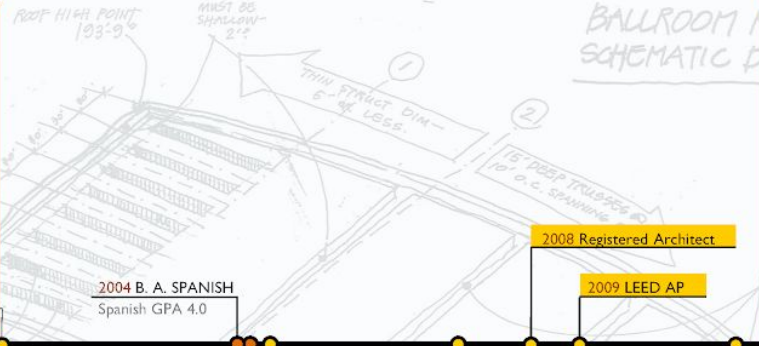 ROOF HIGH POINT
193'-9"
MUST BE
SHALLOW
2'?
BALLROOM
SCHEMATIC
1
THIN STRUCT DIM—
6" OR LESS.
2
15' DEEP TRUSSES @
10' O.C. SPANNING
2008 Registered Architect
2004 B. A. SPANISH
Spanish GPA 4.0
2009 LEED AP